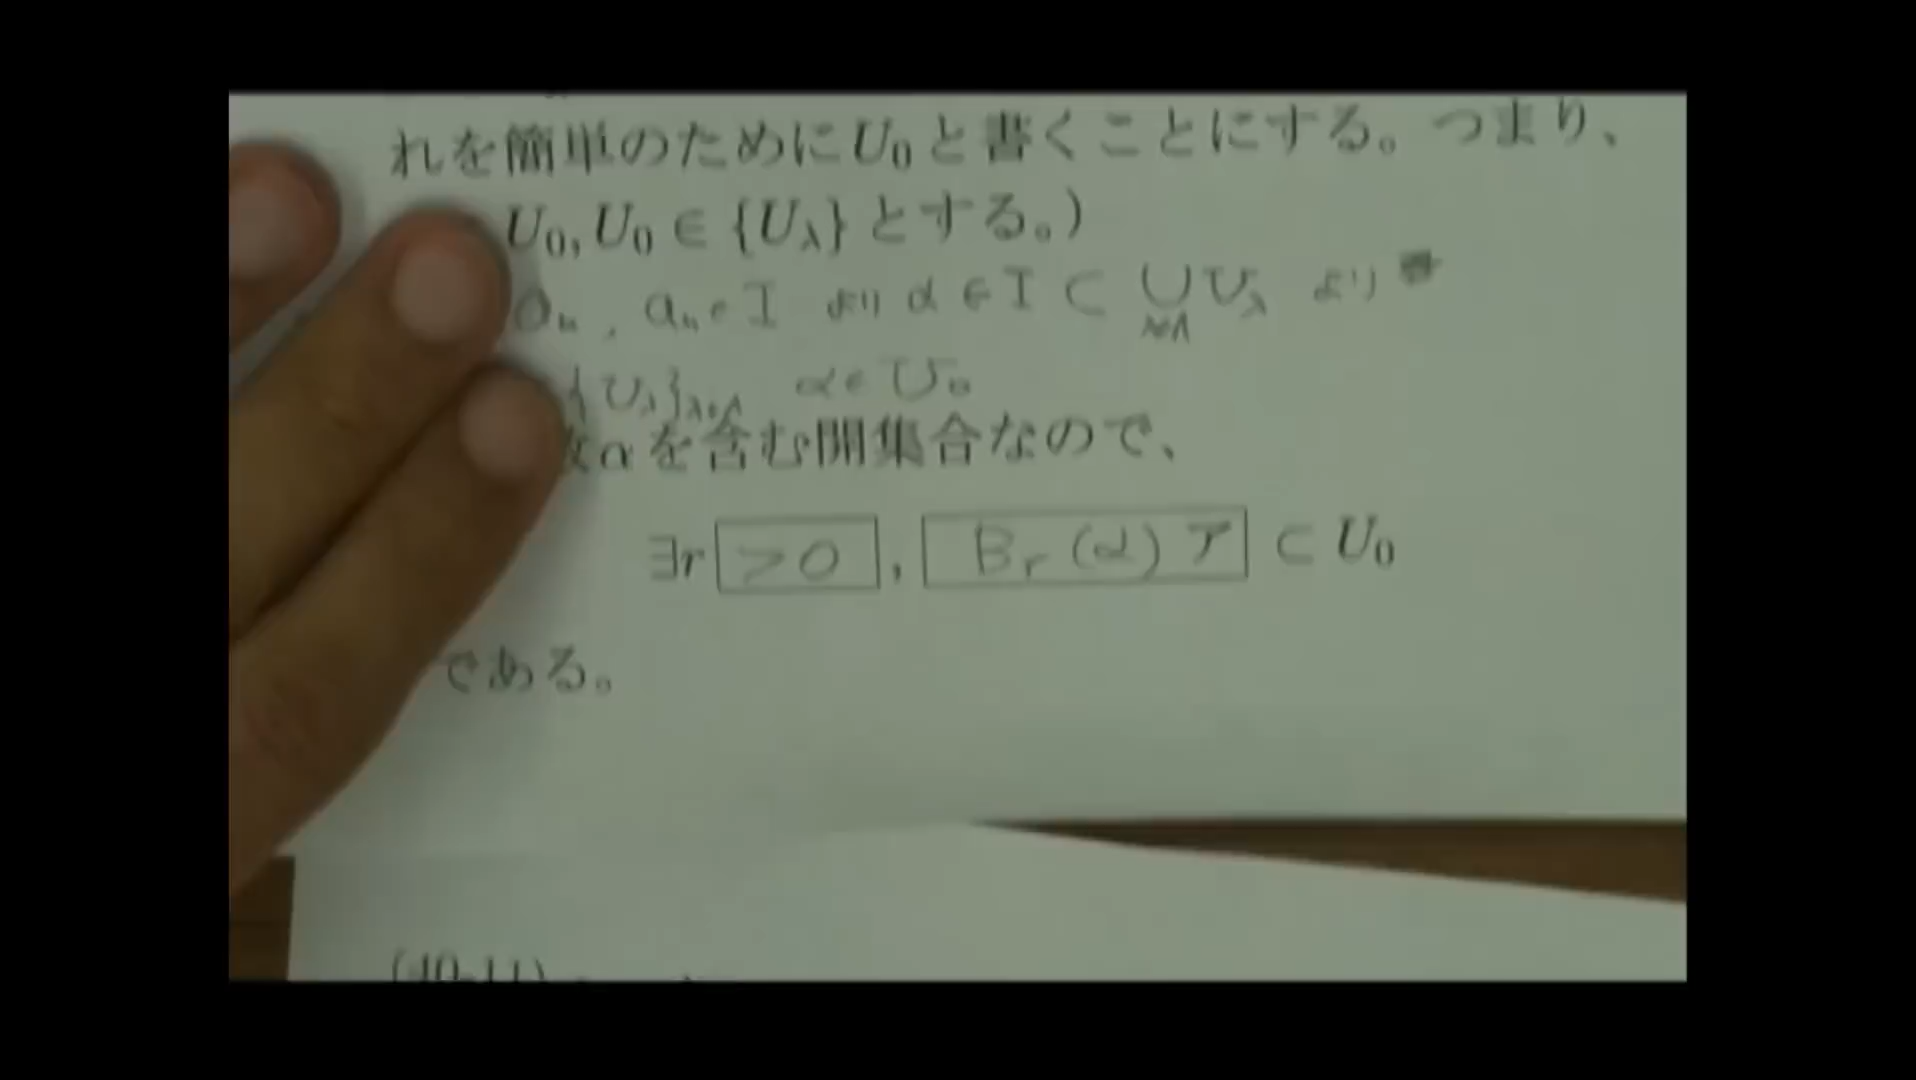 れを簡単のためにU₀と書くことにする。つまり、
U₀, U₀ ∈ {U_λ} とする。)
a_n, a_n ∈ I より α ∈ I ⊂ ⋃_{λ∈Λ} U_λ より
{U_λ}_{λ∈Λ} α ∈ U₀
αを含む開集合なので、
∃r >0 , B_r(α) ア ⊂ U₀
である。
(40-11)